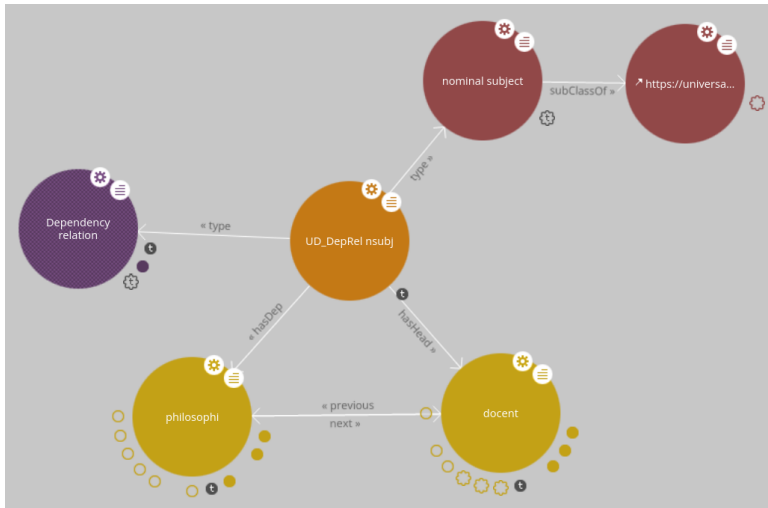 nominal subject
↗ https://universa...
subClassOf »
type »
Dependency
relation
« type
UD_DepRel nsubj
« hasDep
hasHead »
philosophi
« previous
next »
docent
t
t
t
t
t
t